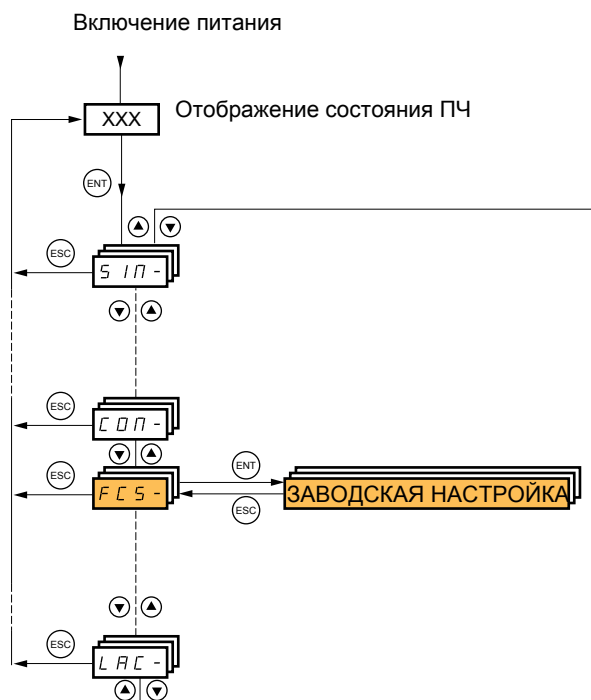 Включение питания
XXX
Отображение состояния ПЧ
ENT
ESC
SIM-
ESC
COM-
ESC
FCS-
ENT
ESC
ЗАВОДСКАЯ НАСТРОЙКА
ESC
LAC-